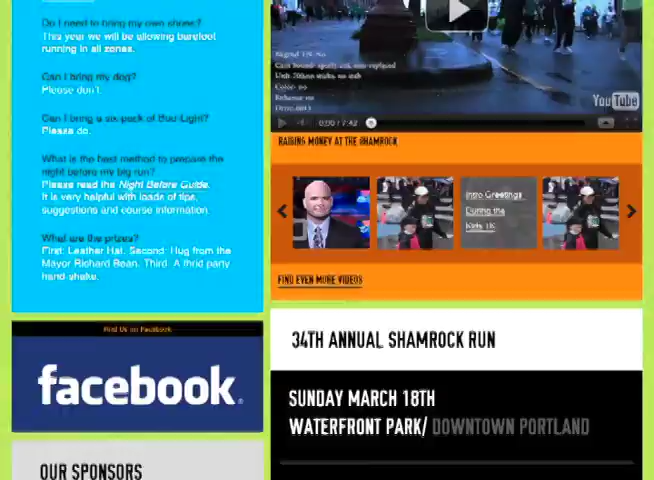 Do I need to bring my own shoes?
This year we will be allowing barefoot
running in all zones.
Can I bring my dog?
Please don't.
Can I bring a six pack of Bud Light?
Please do.
What is the best method to prepare the
night before my big run?
Please read the Night Before Guide.
It is very helpful with loads of tips,
suggestions and course information.
What are the prizes?
First: Leather Hat. Second: Hug from the
Mayor Richard Bean. Third: A thrid party
hand shake.
Find Us on Facebook
facebook®
OUR SPONSORS
YouTube
0:00 / 7:42
RAISING MONEY AT THE SHAMROCK
Intro Greetings
During the
Kids 1K
FIND EVEN MORE VIDEOS
34TH ANNUAL SHAMROCK RUN
SUNDAY MARCH 18TH
WATERFRONT PARK/ DOWNTOWN PORTLAND